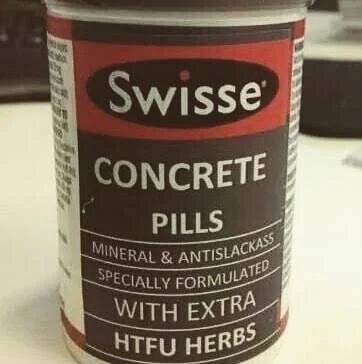 Swisse
CONCRETE
PILLS
MINERAL & ANTISLACKASS
SPECIALLY FORMULATED
WITH EXTRA
HTFU HERBS